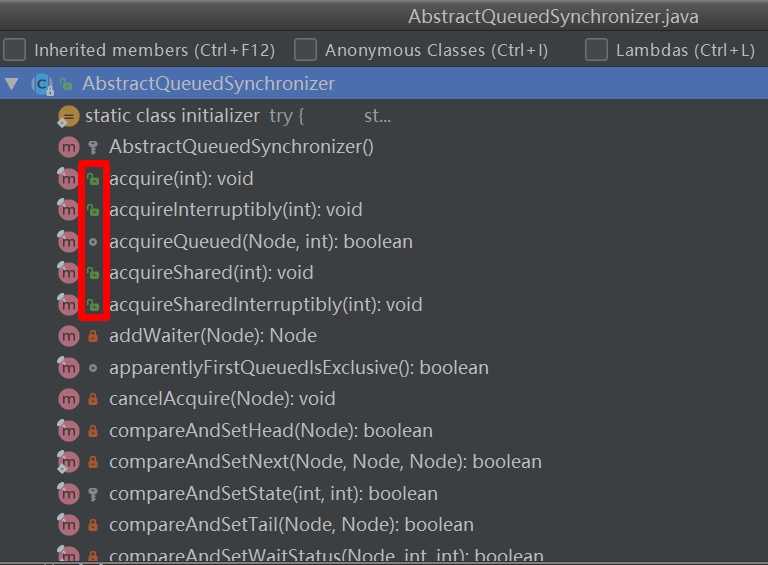 AbstractQueuedSynchronizer.java
Inherited members (Ctrl+F12) Anonymous Classes (Ctrl+I) Lambdas (Ctrl+L)
AbstractQueuedSynchronizer
static class initializer try { st...
AbstractQueuedSynchronizer()
acquire(int): void
acquireInterruptibly(int): void
acquireQueued(Node, int): boolean
acquireShared(int): void
acquireSharedInterruptibly(int): void
addWaiter(Node): Node
apparentlyFirstQueuedIsExclusive(): boolean
cancelAcquire(Node): void
compareAndSetHead(Node): boolean
compareAndSetNext(Node, Node, Node): boolean
compareAndSetState(int, int): boolean
compareAndSetTail(Node, Node): boolean
compareAndSetWaitStatus(Node, int, int): boolean